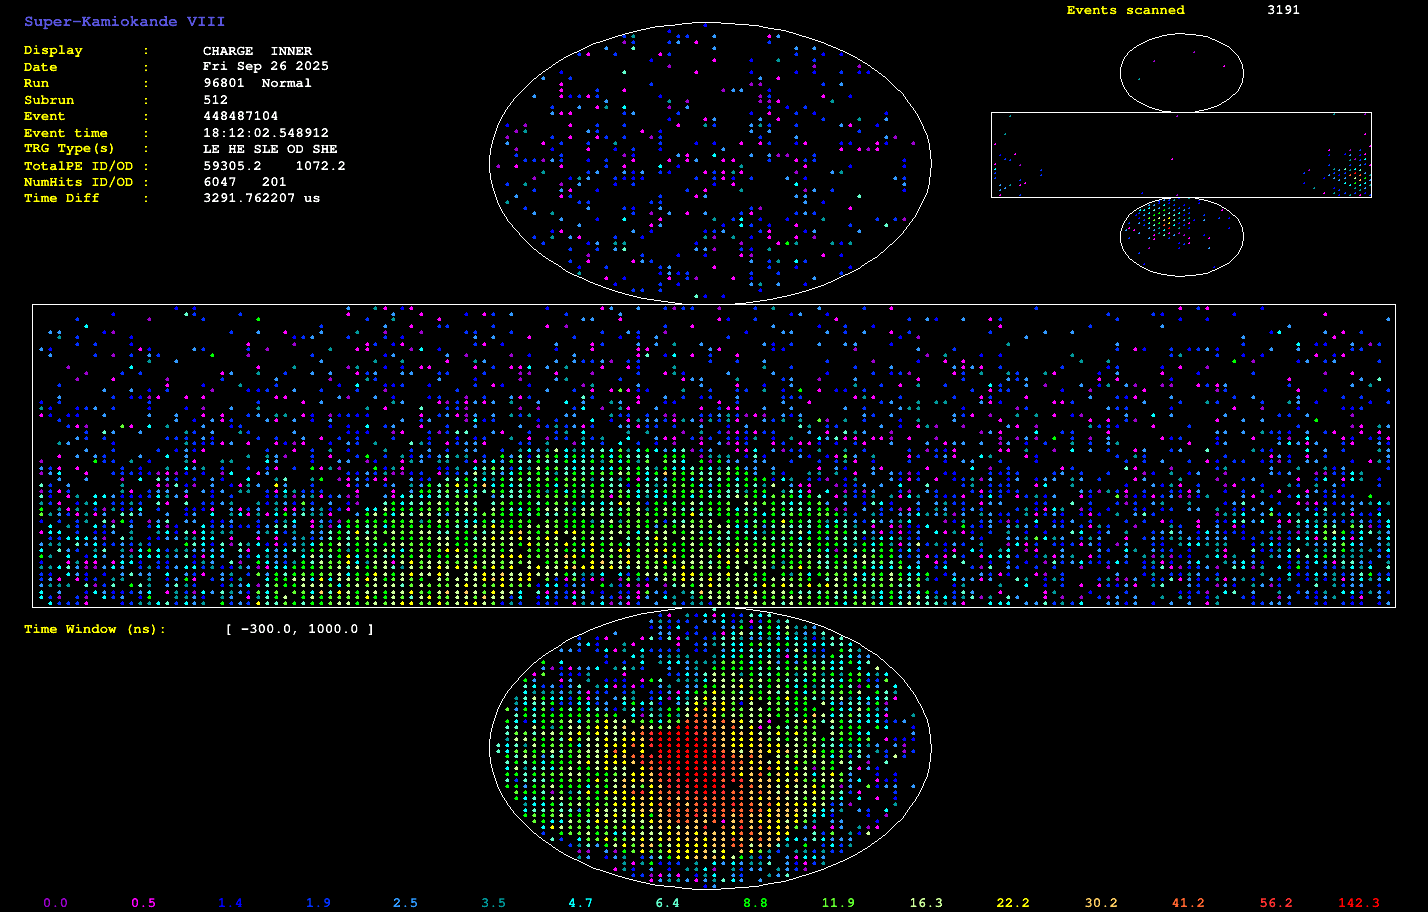 Super-Kamiokande VIII
Events scanned 3191
Display : CHARGE INNER
Date : Fri Sep 26 2025
Run : 96801 Normal
Subrun : 512
Event : 448487104
Event time : 18:12:02.548912
TRG Type(s) : LE HE SLE OD SHE
TotalPE ID/OD : 59305.2 1072.2
NumHits ID/OD : 6047 201
Time Diff : 3291.762207 us
Time Window (ns): [ -300.0, 1000.0 ]
0.0 0.5 1.4 1.9 2.5 3.5 4.7 6.4 8.8 11.9 16.3 22.2 30.2 41.2 56.2 142.3